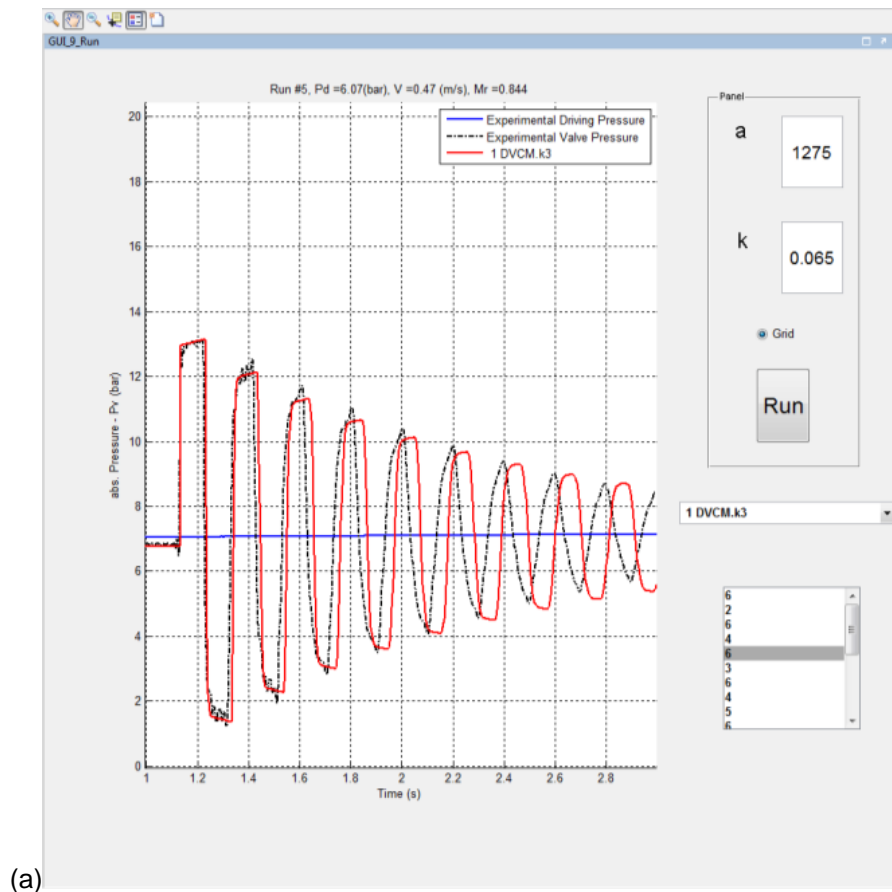 GUI_9_Run
Run #5, Pd =6.07(bar), V =0.47 (m/s), Mr =0.844
Experimental Driving Pressure
Experimental Valve Pressure
1 DVCM.k3
20
18
16
14
12
10
8
6
4
2
0
abs. Pressure - Pv (bar)
1
1.2
1.4
1.6
1.8
2
2.2
2.4
2.6
2.8
Time (s)
Panel
a
1275
k
0.065
Grid
Run
1 DVCM.k3
6
2
6
4
6
3
6
4
5
6
(a)